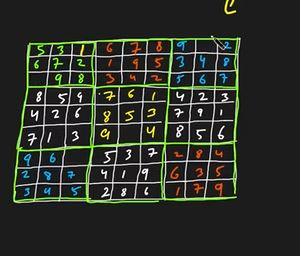 5 3 1 6 7 8 9 2
6 7 2 1 9 5 3 4 8
9 8 3 4 2 5 6 7
8 5 9 7 6 1 4 2 3
4 2 6 8 5 3 7 9 1
7 1 3 9 4 8 5 6
9 6 5 3 7 2 8 4
2 8 7 4 1 9 6 3 5
3 4 5 2 8 6 1 7 9